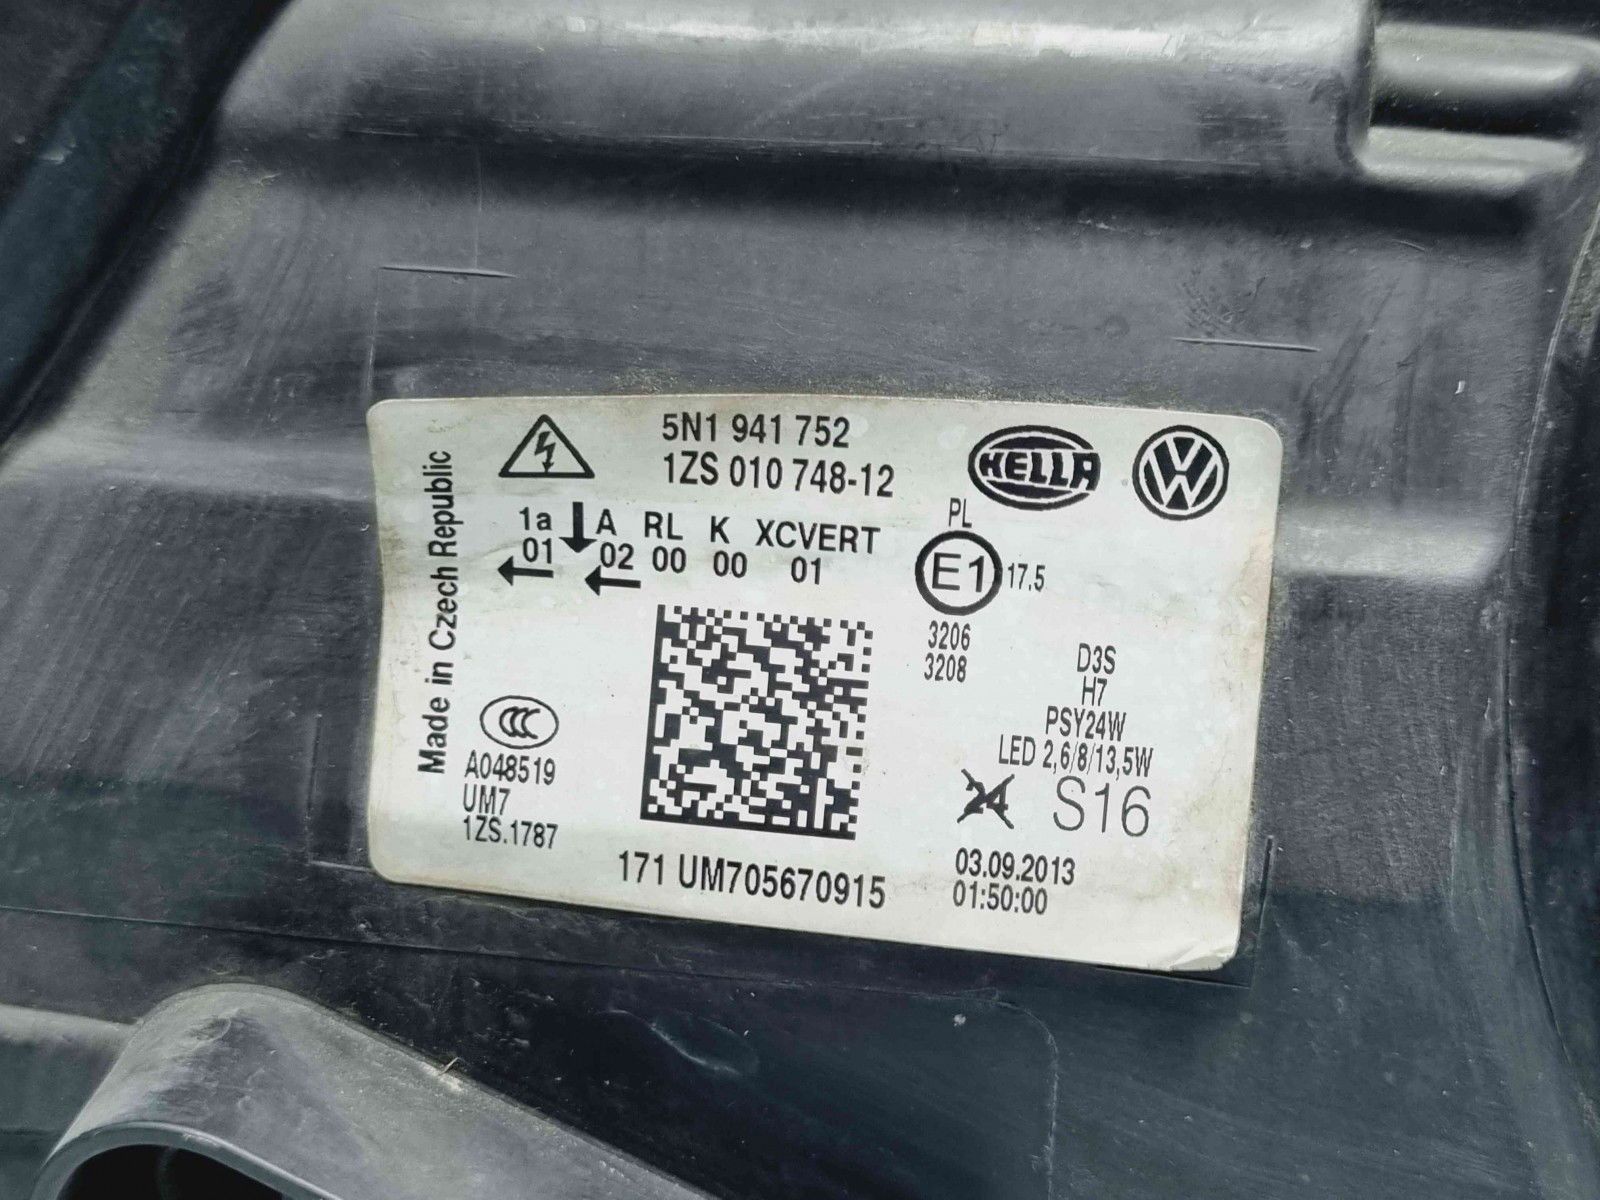 5N1 941 752
1ZS 010 748-12
HELLA
VW
Made in Czech Republic
1a A RL K XCVERT
01 02 00 00 01
PL
E1 17.5
3206
3208
D3S
H7
PSY24W
LED 2,6/8/13,5W
24 S16
CCC
A048519
UM7
1ZS.1787
171 UM705670915
03.09.2013
01:50:00